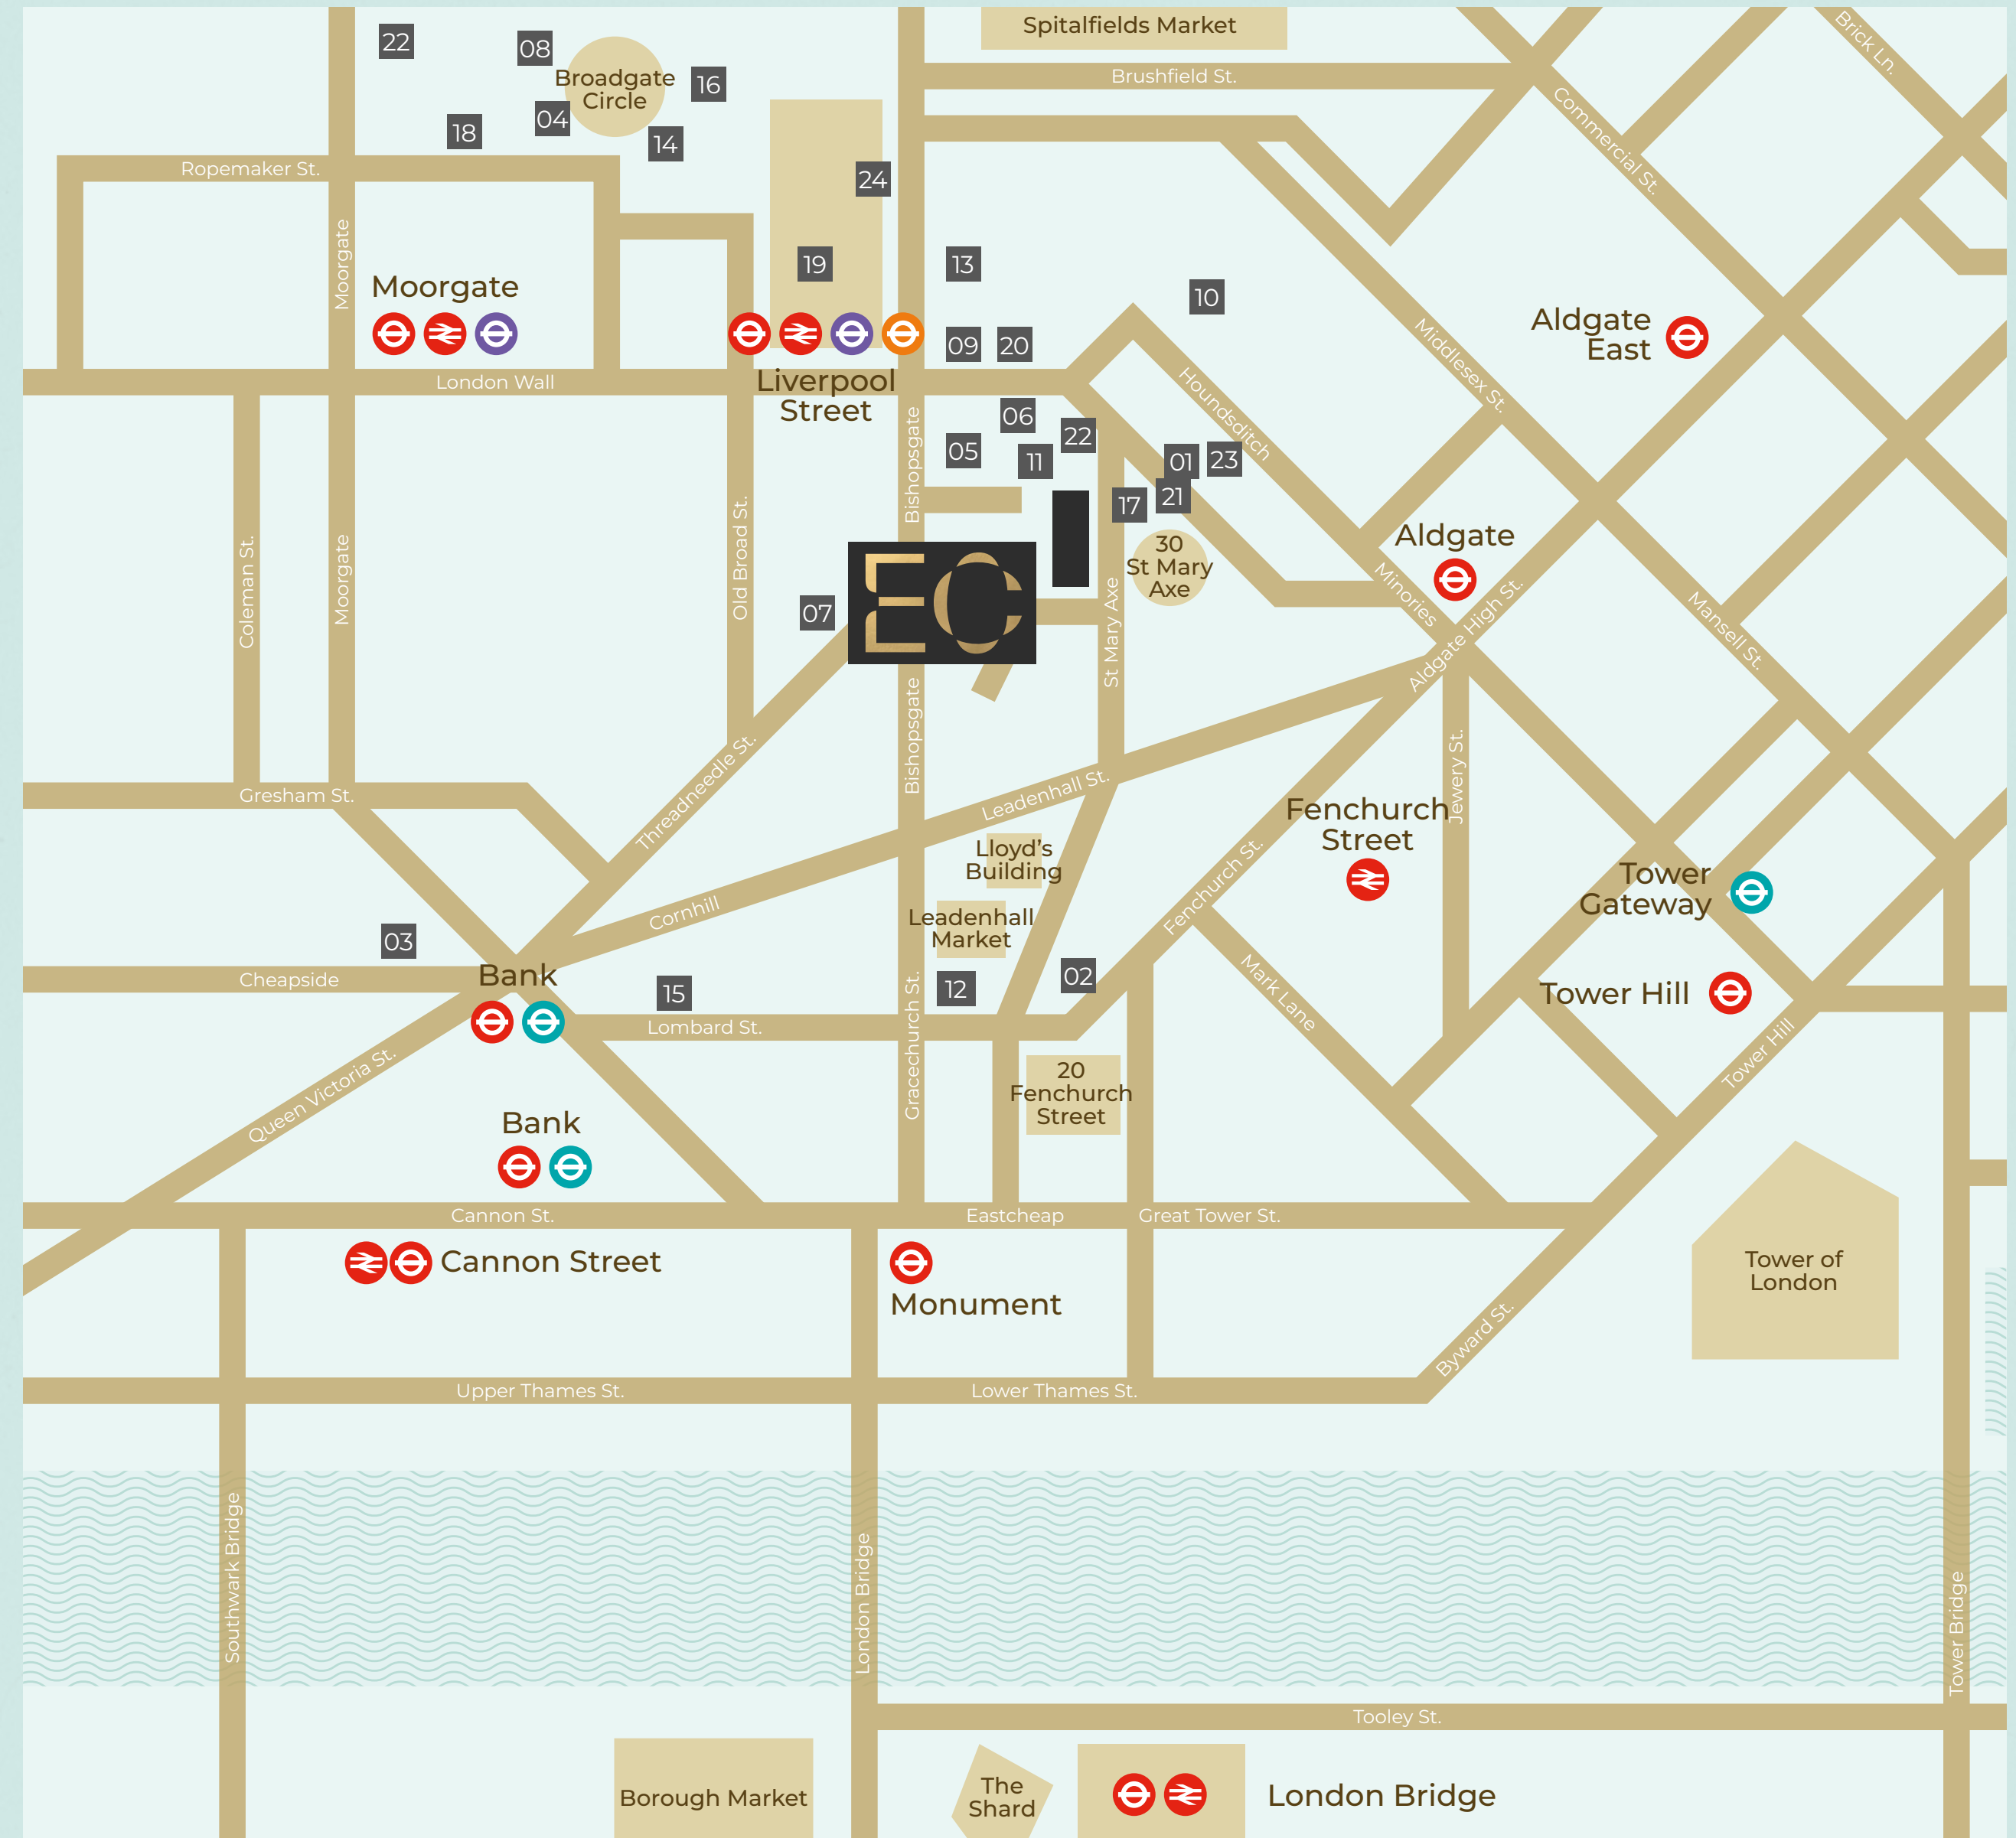 Spitalfields Market
22
08
Brick Ln.
Broadgate
Circle
16
Brushfield St.
04
18
14
Commercial St.
Ropemaker St.
24
Moorgate
19
13
10
Moorgate
Aldgate
East
09
20
Middlesex St.
London Wall
Liverpool
Street
Houndsditch
06
22
05
11
01
23
Bishopsgate
17
21
Old Broad St.
Coleman St.
Moorgate
30
St Mary
Axe
Aldgate
EC
07
St Mary Axe
Minories
Aldgate High St.
Mansell St.
Bishopsgate
Threadneedle St.
Gresham St.
Leadenhall St.
Jewery St.
Fenchurch
Street
Lloyd's
Building
Fenchurch St.
Tower
Gateway
Cornhill
Leadenhall
Market
03
Cheapside
Bank
15
12
02
Mark Lane
Tower Hill
Lombard St.
Gracechurch St.
Tower Hill
Queen Victoria St.
20
Fenchurch
Street
Bank
Cannon St.
Eastcheap
Great Tower St.
Cannon Street
Monument
Tower of
London
Byward St.
Upper Thames St.
Lower Thames St.
Southwark Bridge
London Bridge
Tower Bridge
Tooley St.
Borough Market
The
Shard
London Bridge